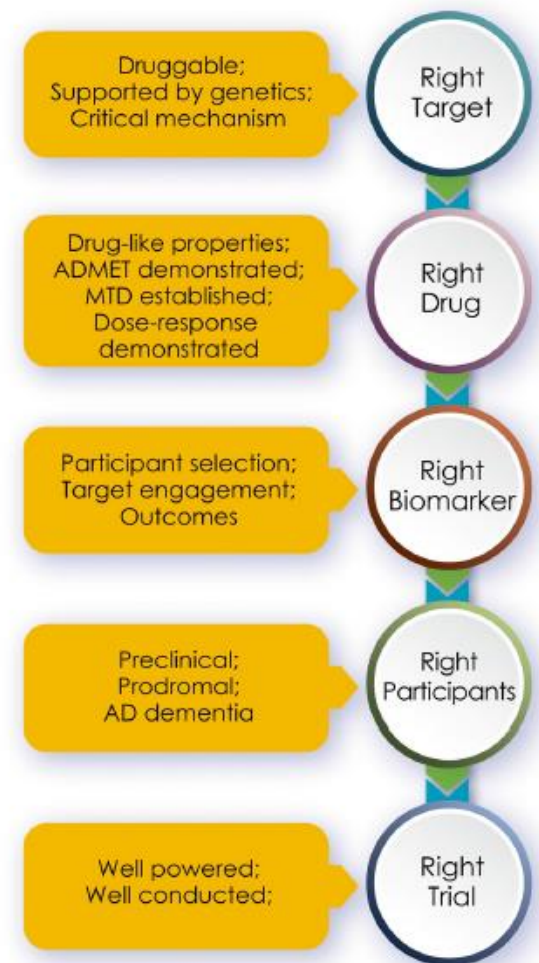 Druggable;
Supported by genetics;
Critical mechanism
Right
Target
Drug-like properties;
ADMET demonstrated;
MTD established;
Dose-response
demonstrated
Right
Drug
Participant selection;
Target engagement;
Outcomes
Right
Biomarker
Preclinical;
Prodromal;
AD dementia
Right
Participants
Well powered;
Well conducted;
Right
Trial